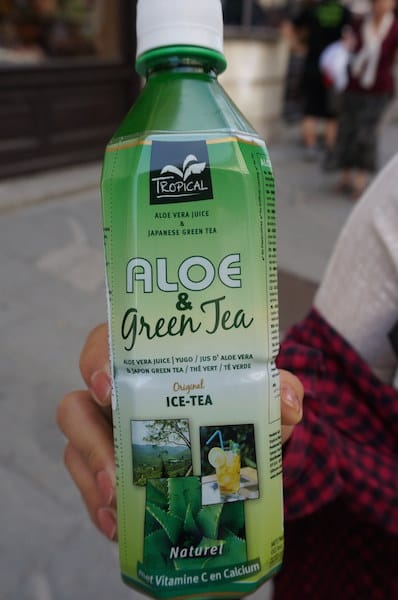 TROPICAL
ALOE VERA JUICE
&
JAPANESE GREEN TEA
ALOE
&
Green Tea
ALOE VERA JUICE | YUGO / JUS D' ALOE VERA
& JAPON GREEN TEA / THÉ VERT / TÉ VERDE
Original
ICE-TEA
Naturel
met Vitamine C en Calcium